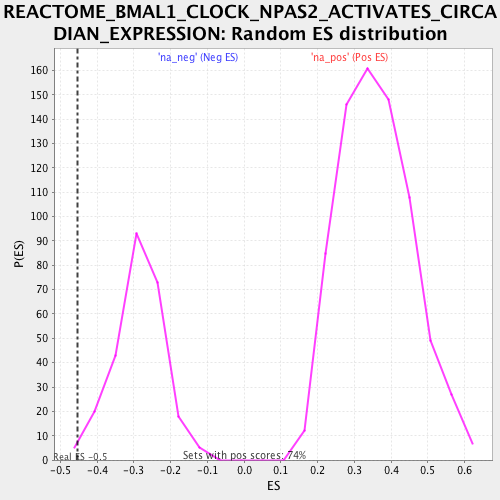 REACTOME_BMAL1_CLOCK_NPAS2_ACTIVATES_CIRCA
DIAN_EXPRESSION: Random ES distribution
'na_neg' (Neg ES) 'na_pos' (Pos ES)
160
150
140
130
120
110
100
90
80
70
60
50
40
30
20
10
0
P(ES)
Real ES -0.5 Sets with pos scores: 74%
-0.5 -0.4 -0.3 -0.2 -0.1 0.0 0.1 0.2 0.3 0.4 0.5 0.6
ES